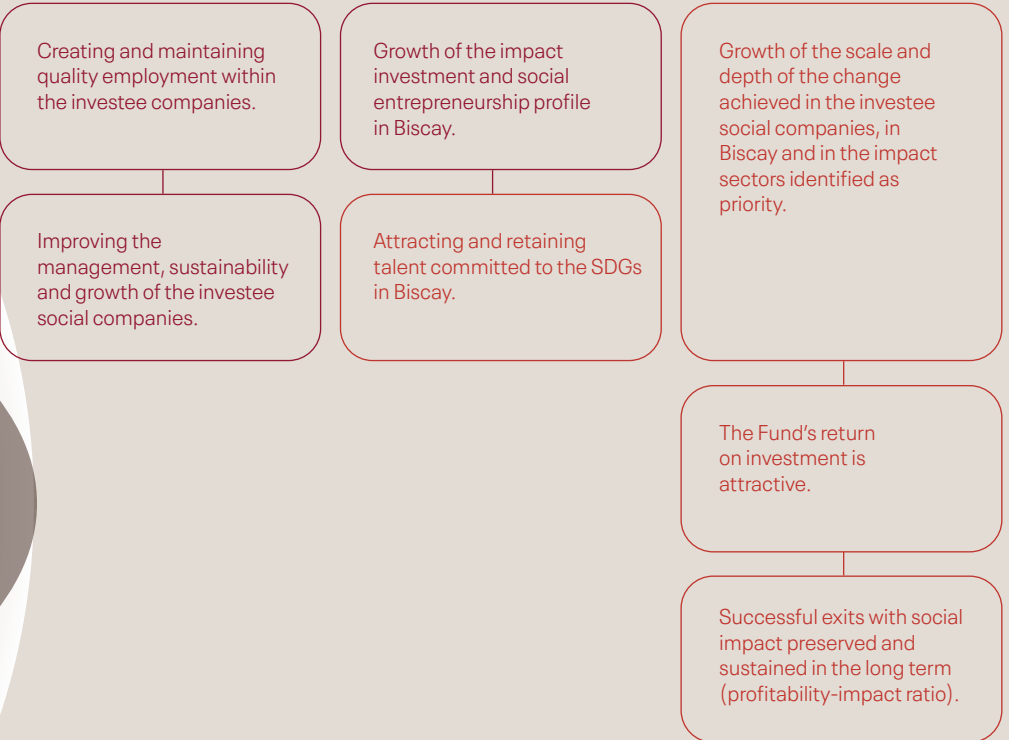 Creating and maintaining
quality employment within
the investee companies.
Improving the
management, sustainability
and growth of the investee
social companies.
Growth of the impact
investment and social
entrepreneurship profile
in Biscay.
Attracting and retaining
talent committed to the SDGs
in Biscay.
Growth of the scale and
depth of the change
achieved in the investee
social companies, in
Biscay and in the impact
sectors identified as
priority.
The Fund’s return
on investment is
attractive.
Successful exits with social
impact preserved and
sustained in the long term
(profitability-impact ratio).